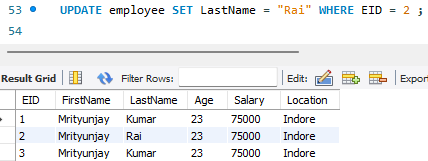 53 UPDATE employee SET LastName = "Rai" WHERE EID = 2 ;
54
Result Grid Filter Rows: Edit: Export
EID FirstName LastName Age Salary Location
1 Mrityunjay Kumar 23 75000 Indore
2 Mrityunjay Rai 23 75000 Indore
3 Mrityunjay Kumar 23 75000 Indore